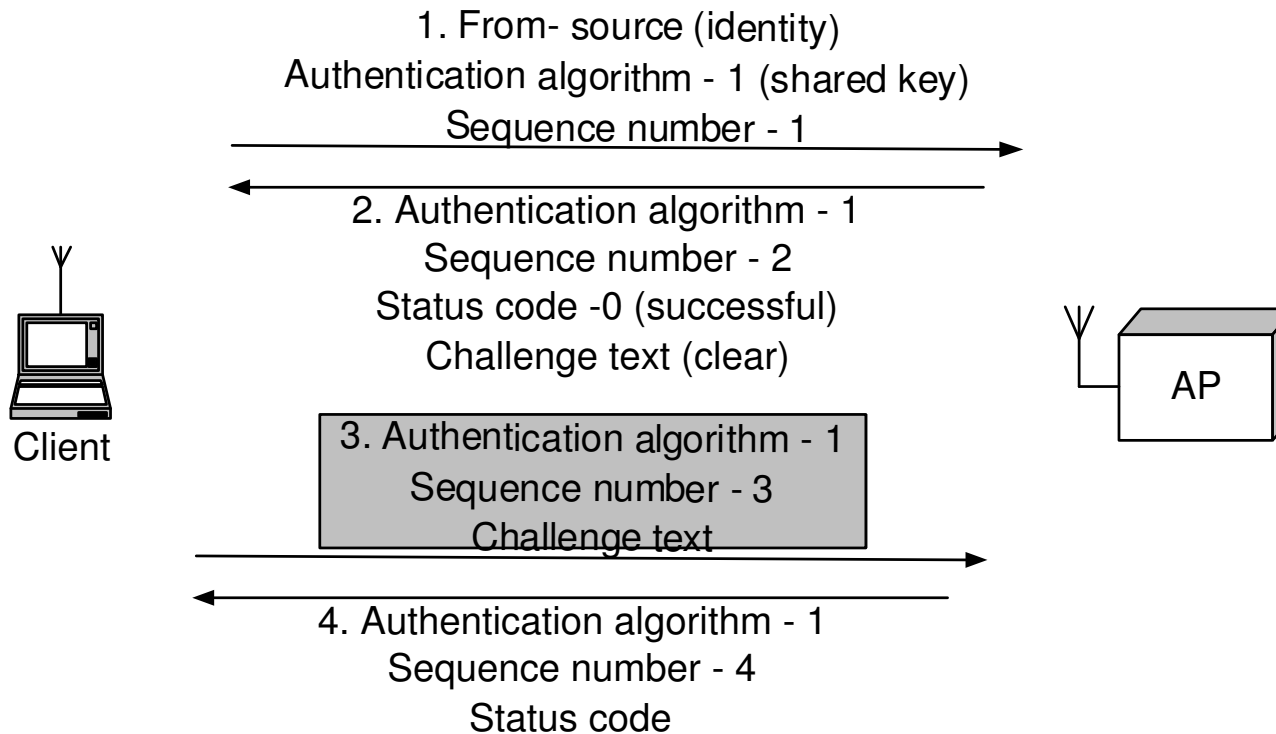 1. From- source (identity)
Authentication algorithm - 1 (shared key)
Sequence number - 1
2. Authentication algorithm - 1
Sequence number - 2
Status code -0 (successful)
Challenge text (clear)
Client
AP
3. Authentication algorithm - 1
Sequence number - 3
Challenge text
4. Authentication algorithm - 1
Sequence number - 4
Status code